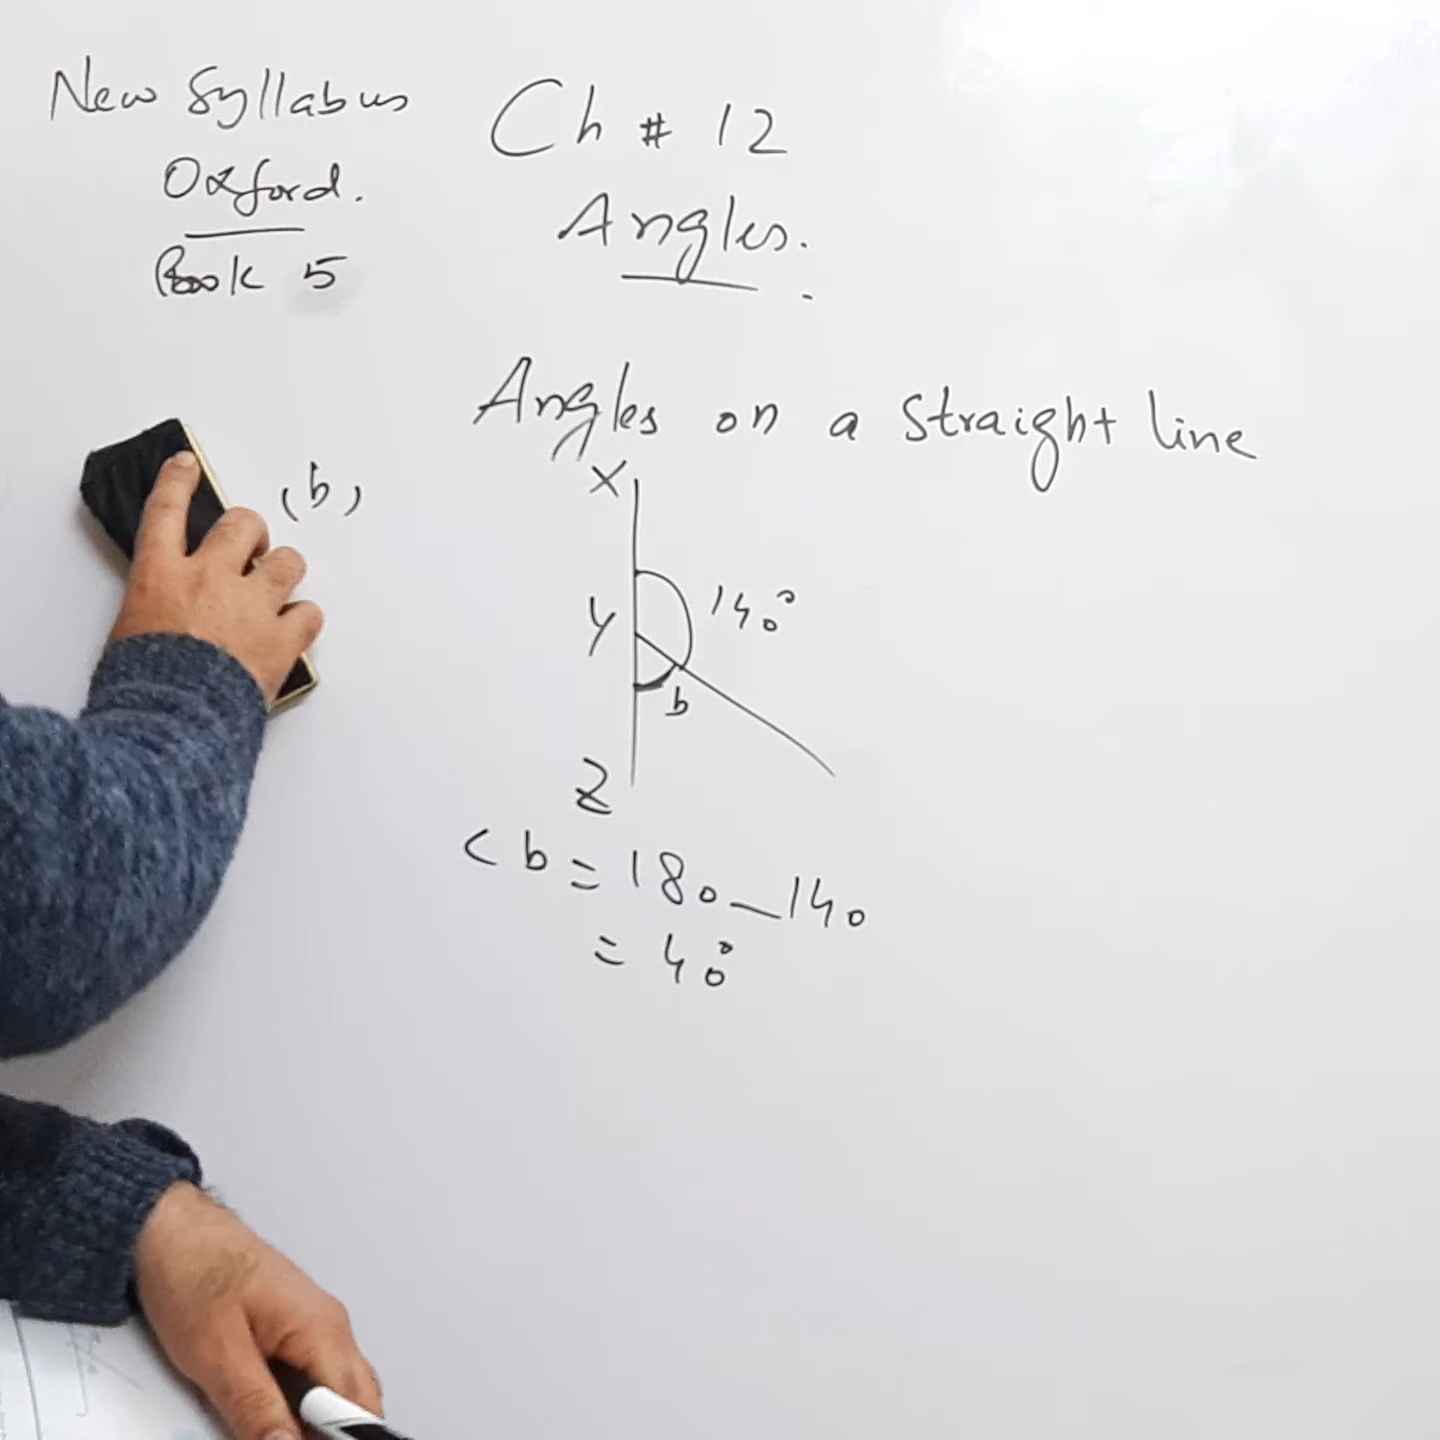 New Syllabus
Oxford.
Book 5
Ch # 12
Angles.
Angles on a straight line
(b)
X
Y
140°
b
Z
< b = 180 - 140
= 40°